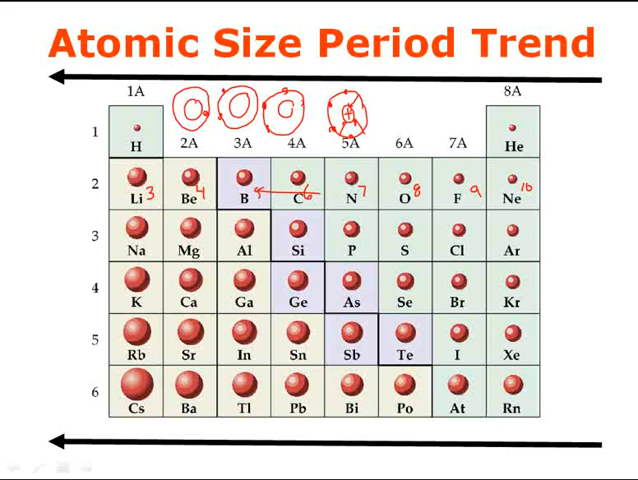 Atomic Size Period Trend
1A 8A
+
2A 3A 4A 5A 6A 7A
1 H He
2 Li 3 Be 4 B 5 C 6 N 7 O 8 F 9 Ne 10
3 Na Mg Al Si P S Cl Ar
4 K Ca Ga Ge As Se Br Kr
5 Rb Sr In Sn Sb Te I Xe
6 Cs Ba Tl Pb Bi Po At Rn